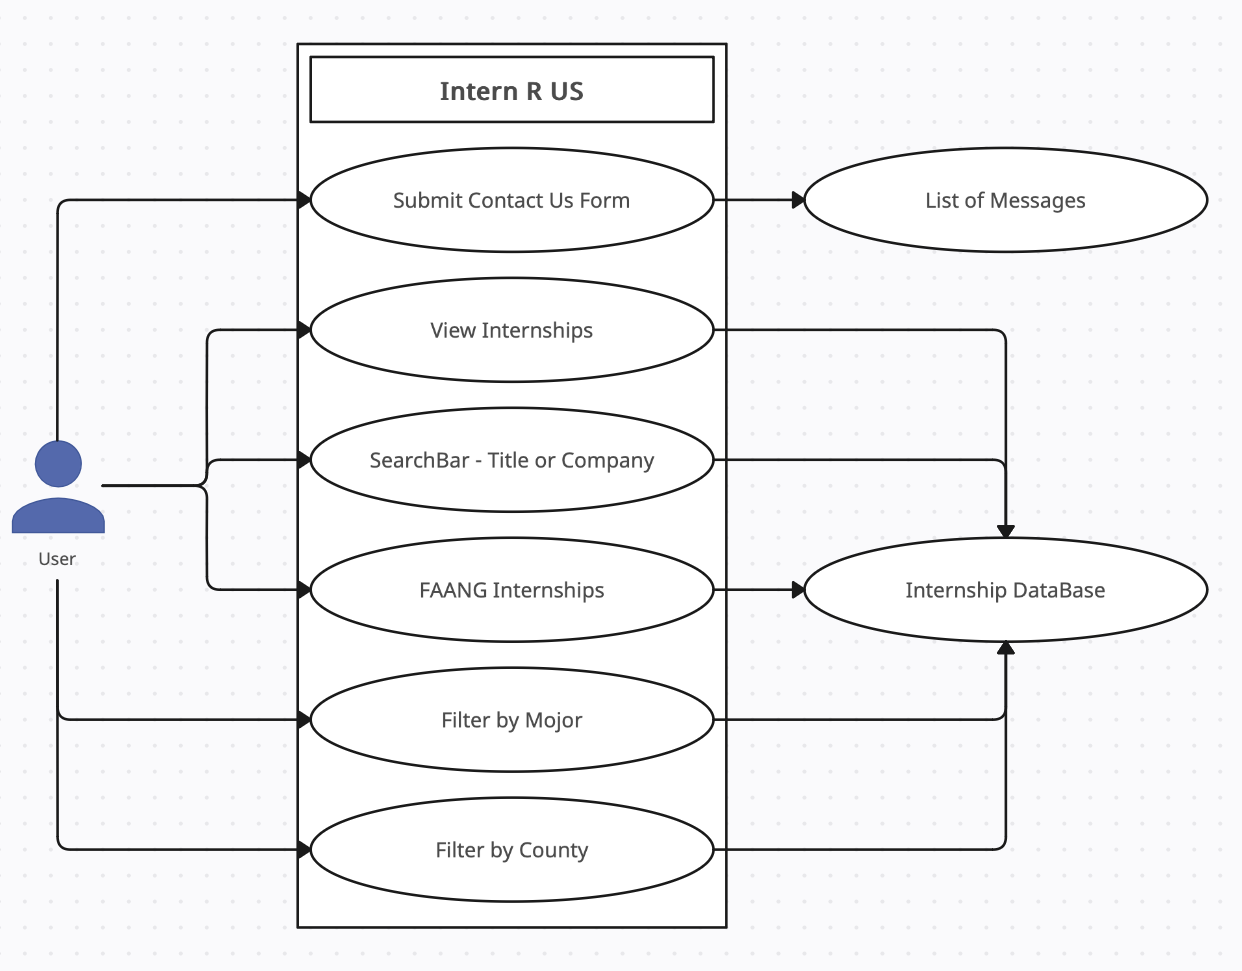 Intern R US
Submit Contact Us Form
List of Messages
View Internships
SearchBar - Title or Company
User
FAANG Internships
Internship DataBase
Filter by Mojor
Filter by County